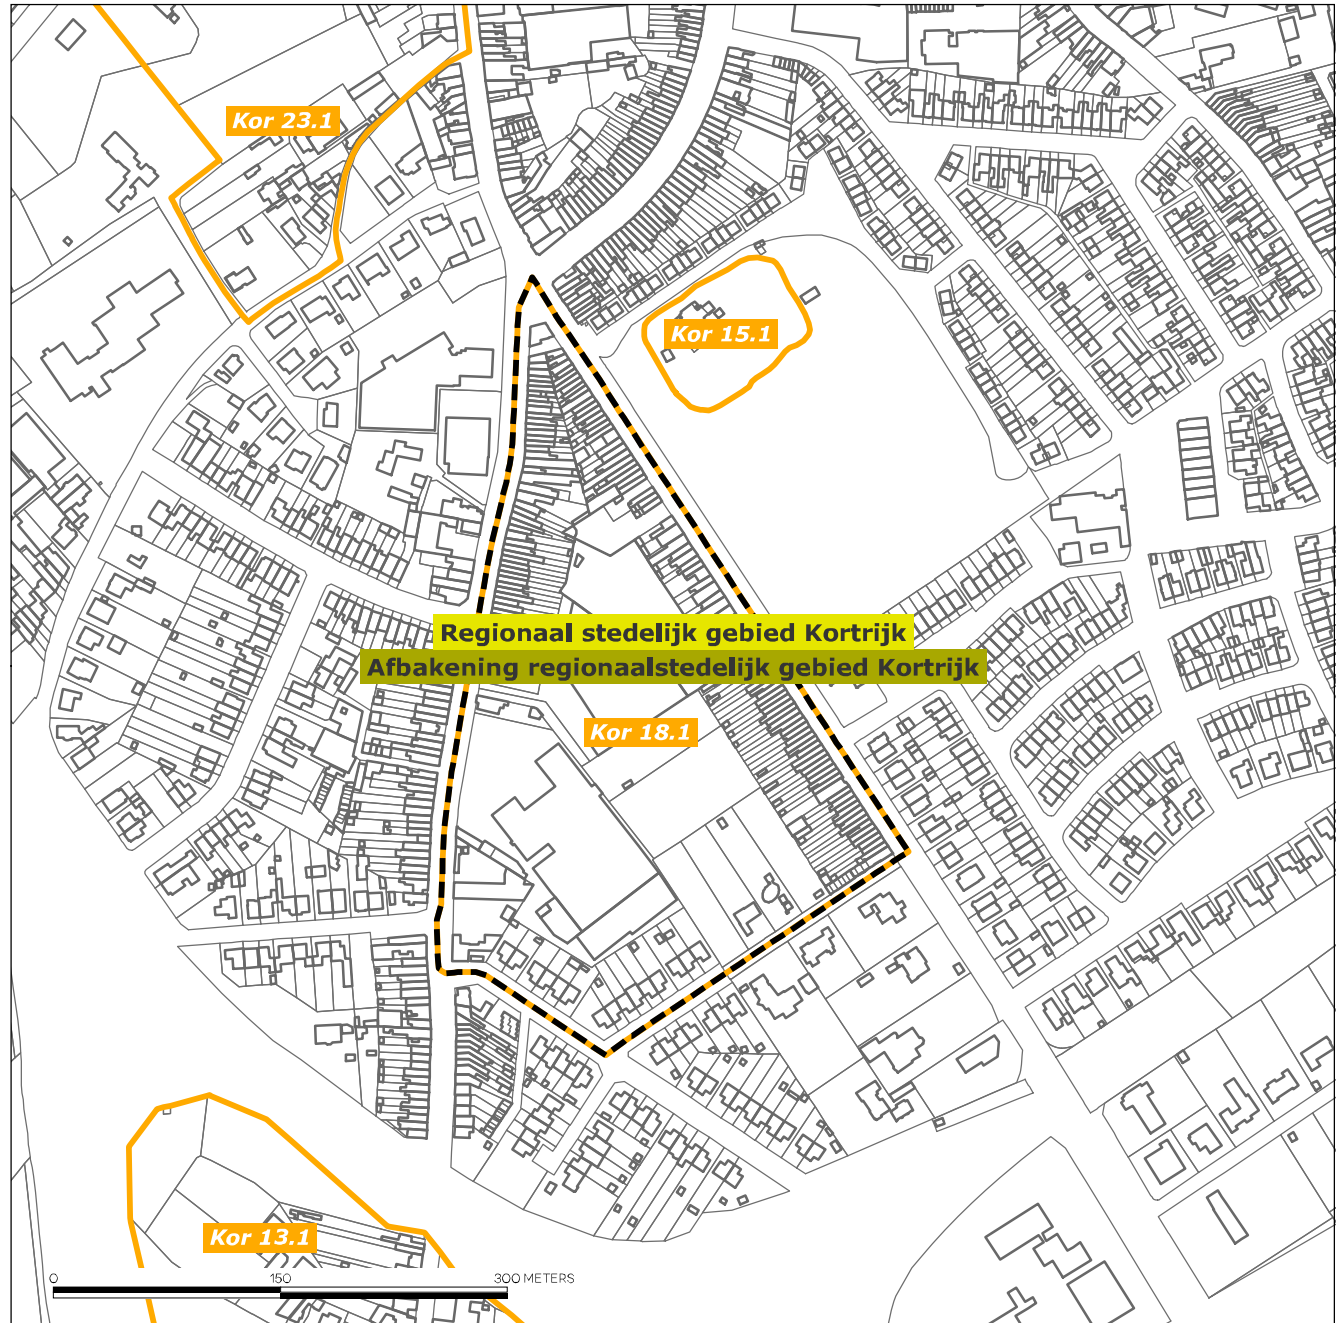 Kor 23.1
Kor 15.1
Regionaal stedelijk gebied Kortrijk
Afbakening regionaalstedelijk gebied Kortrijk
Kor 18.1
Kor 13.1
0 150 300 METERS